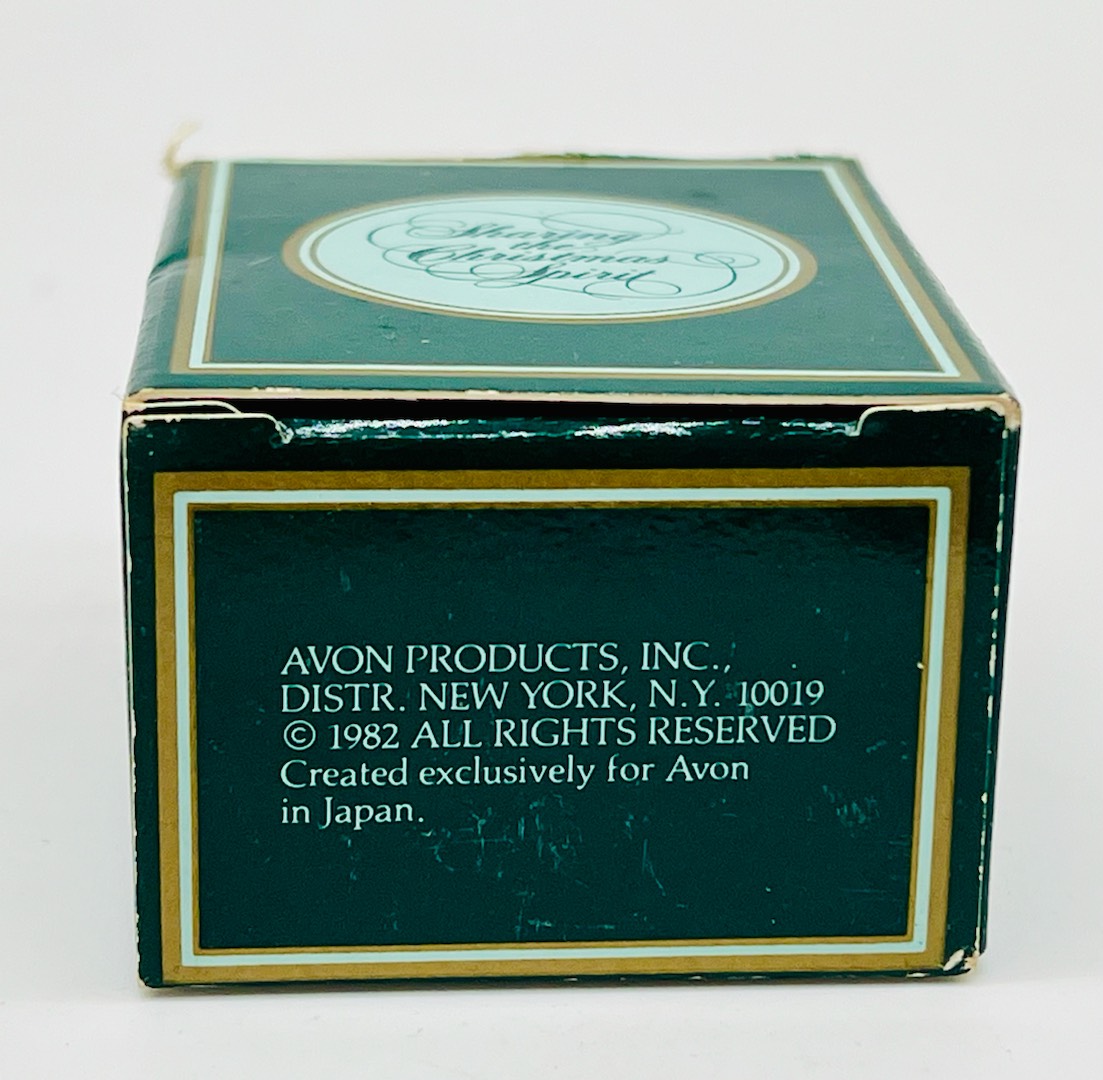 Sharing
the
Christmas
Spirit
AVON PRODUCTS, INC.,
DISTR. NEW YORK, N.Y. 10019
© 1982 ALL RIGHTS RESERVED
Created exclusively for Avon
in Japan.